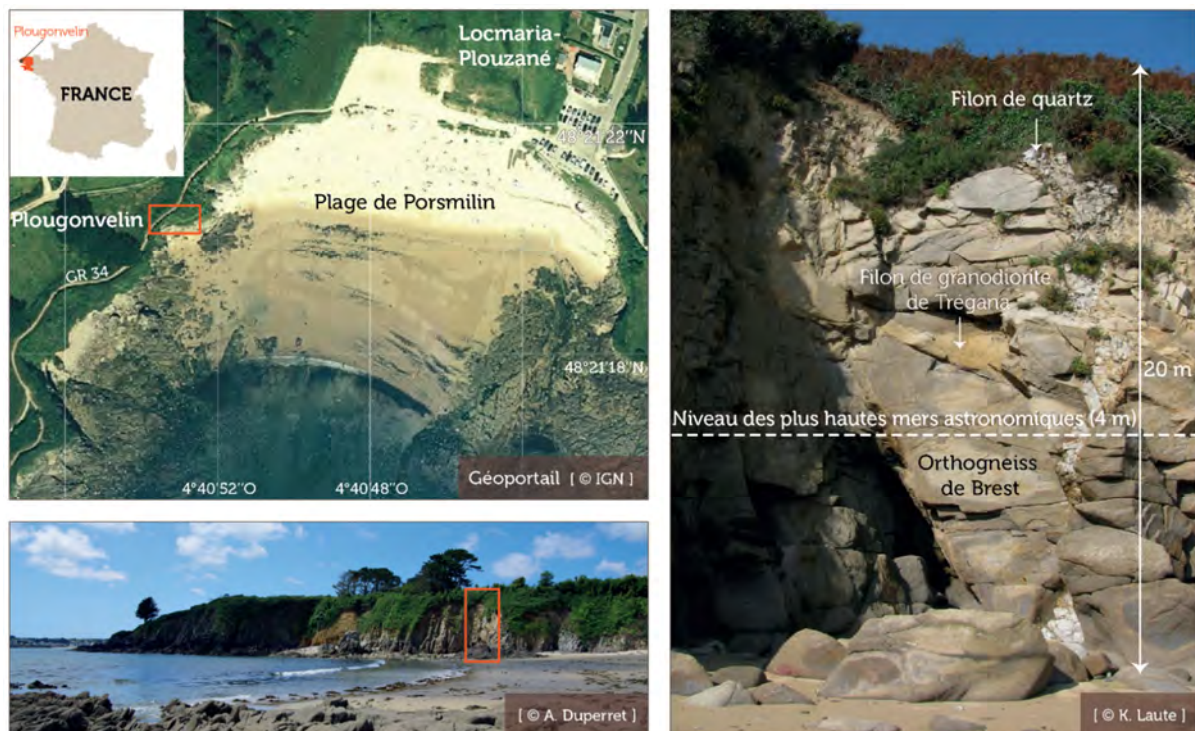 Plougonvelin
FRANCE
Locmaria-
Plouzané
48°21'22''N
Plage de Porsmilin
Plougonvelin
GR 34
48°21'18''N
4°40'52''O
4°40'48''O
Géoportail [ © IGN ]
[ © A. Duperret ]
Filon de quartz
Filon de granodiorite
de Trégana
20 m
Niveau des plus hautes mers astronomiques (4 m)
Orthogneiss
de Brest
[ © K. Laute ]